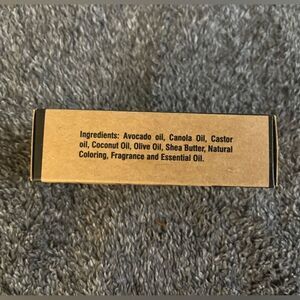 Ingredients: Avocado oil, Canola Oil, Castor
oil, Coconut Oil, Olive Oil, Shea Butter, Natural
Coloring, Fragrance and Essential Oil.